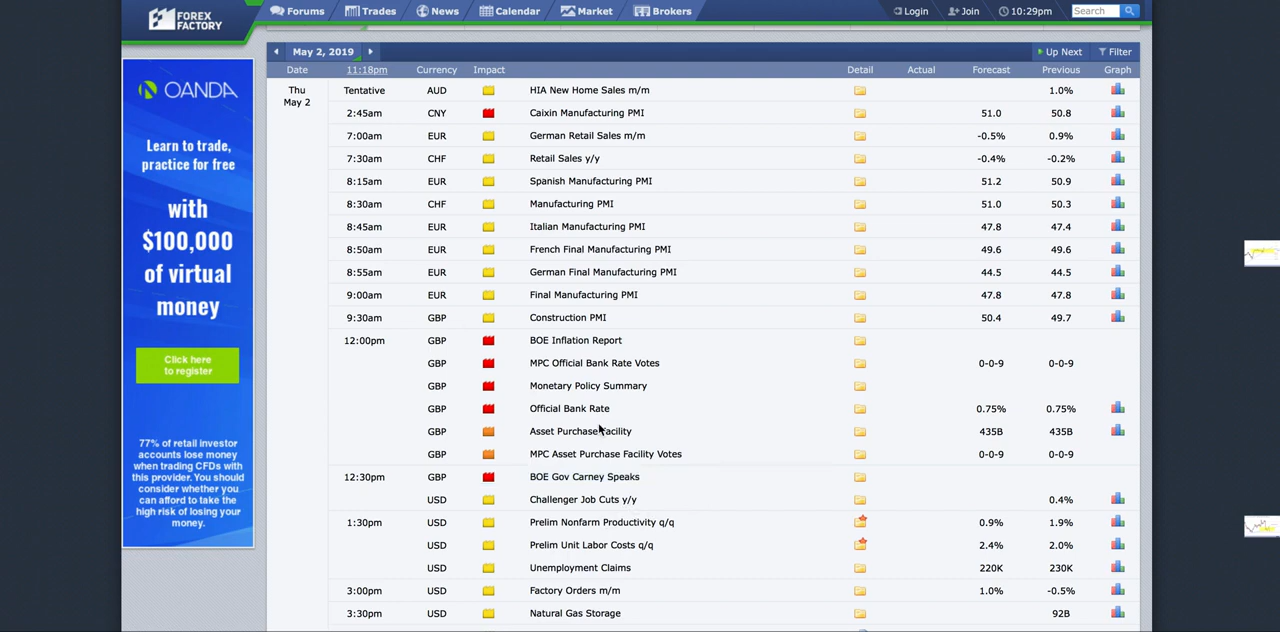 FOREX FACTORY
Forums Trades News Calendar Market Brokers Login Join 10:29pm Search
May 2, 2019 Up Next Filter
Date 11:18pm Currency Impact Detail Actual Forecast Previous Graph
Thu May 2 Tentative AUD HIA New Home Sales m/m 1.0%
2:45am CNY Caixin Manufacturing PMI 51.0 50.8
7:00am EUR German Retail Sales m/m -0.5% 0.9%
7:30am CHF Retail Sales y/y -0.4% -0.2%
8:15am EUR Spanish Manufacturing PMI 51.2 50.9
8:30am CHF Manufacturing PMI 51.0 50.3
8:45am EUR Italian Manufacturing PMI 47.8 47.4
8:50am EUR French Final Manufacturing PMI 49.6 49.6
8:55am EUR German Final Manufacturing PMI 44.5 44.5
9:00am EUR Final Manufacturing PMI 47.8 47.8
9:30am GBP Construction PMI 50.4 49.7
12:00pm GBP BOE Inflation Report
GBP MPC Official Bank Rate Votes 0-0-9 0-0-9
GBP Monetary Policy Summary
GBP Official Bank Rate 0.75% 0.75%
GBP Asset Purchase Facility 435B 435B
GBP MPC Asset Purchase Facility Votes 0-0-9 0-0-9
12:30pm GBP BOE Gov Carney Speaks
USD Challenger Job Cuts y/y 0.4%
1:30pm USD Prelim Nonfarm Productivity q/q 0.9% 1.9%
USD Prelim Unit Labor Costs q/q 2.4% 2.0%
USD Unemployment Claims 220K 230K
3:00pm USD Factory Orders m/m 1.0% -0.5%
3:30pm USD Natural Gas Storage 92B
OANDA
Learn to trade,
practice for free
with
$100,000
of virtual
money
Click here
to register
77% of retail investor
accounts lose money
when trading CFDs with
this provider. You should
consider whether you
can afford to take the
high risk of losing your
money.